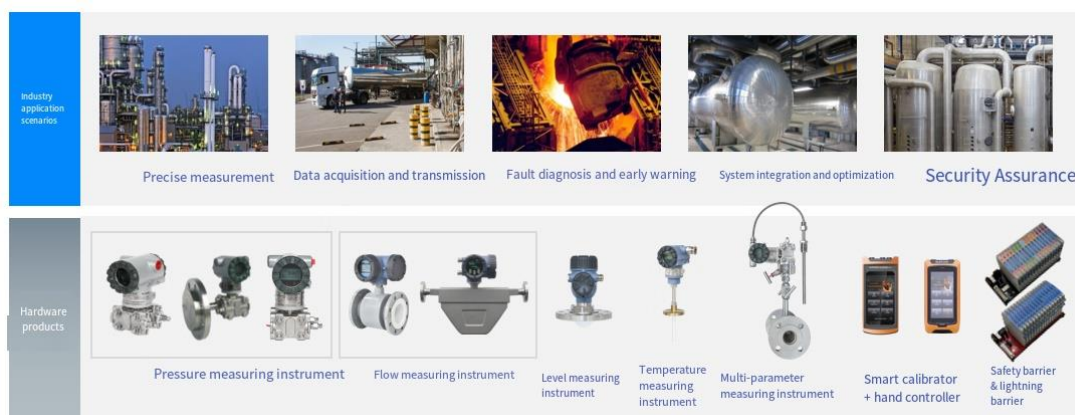 Industry
application
scenarios
Precise measurement
Data acquisition and transmission
Fault diagnosis and early warning
System integration and optimization
Security Assurance
Hardware
products
Pressure measuring instrument
Flow measuring instrument
Level measuring
instrument
Temperature
measuring
instrument
Multi-parameter
measuring instrument
Smart calibrator
+ hand controller
Safety barrier
& lightning
barrier